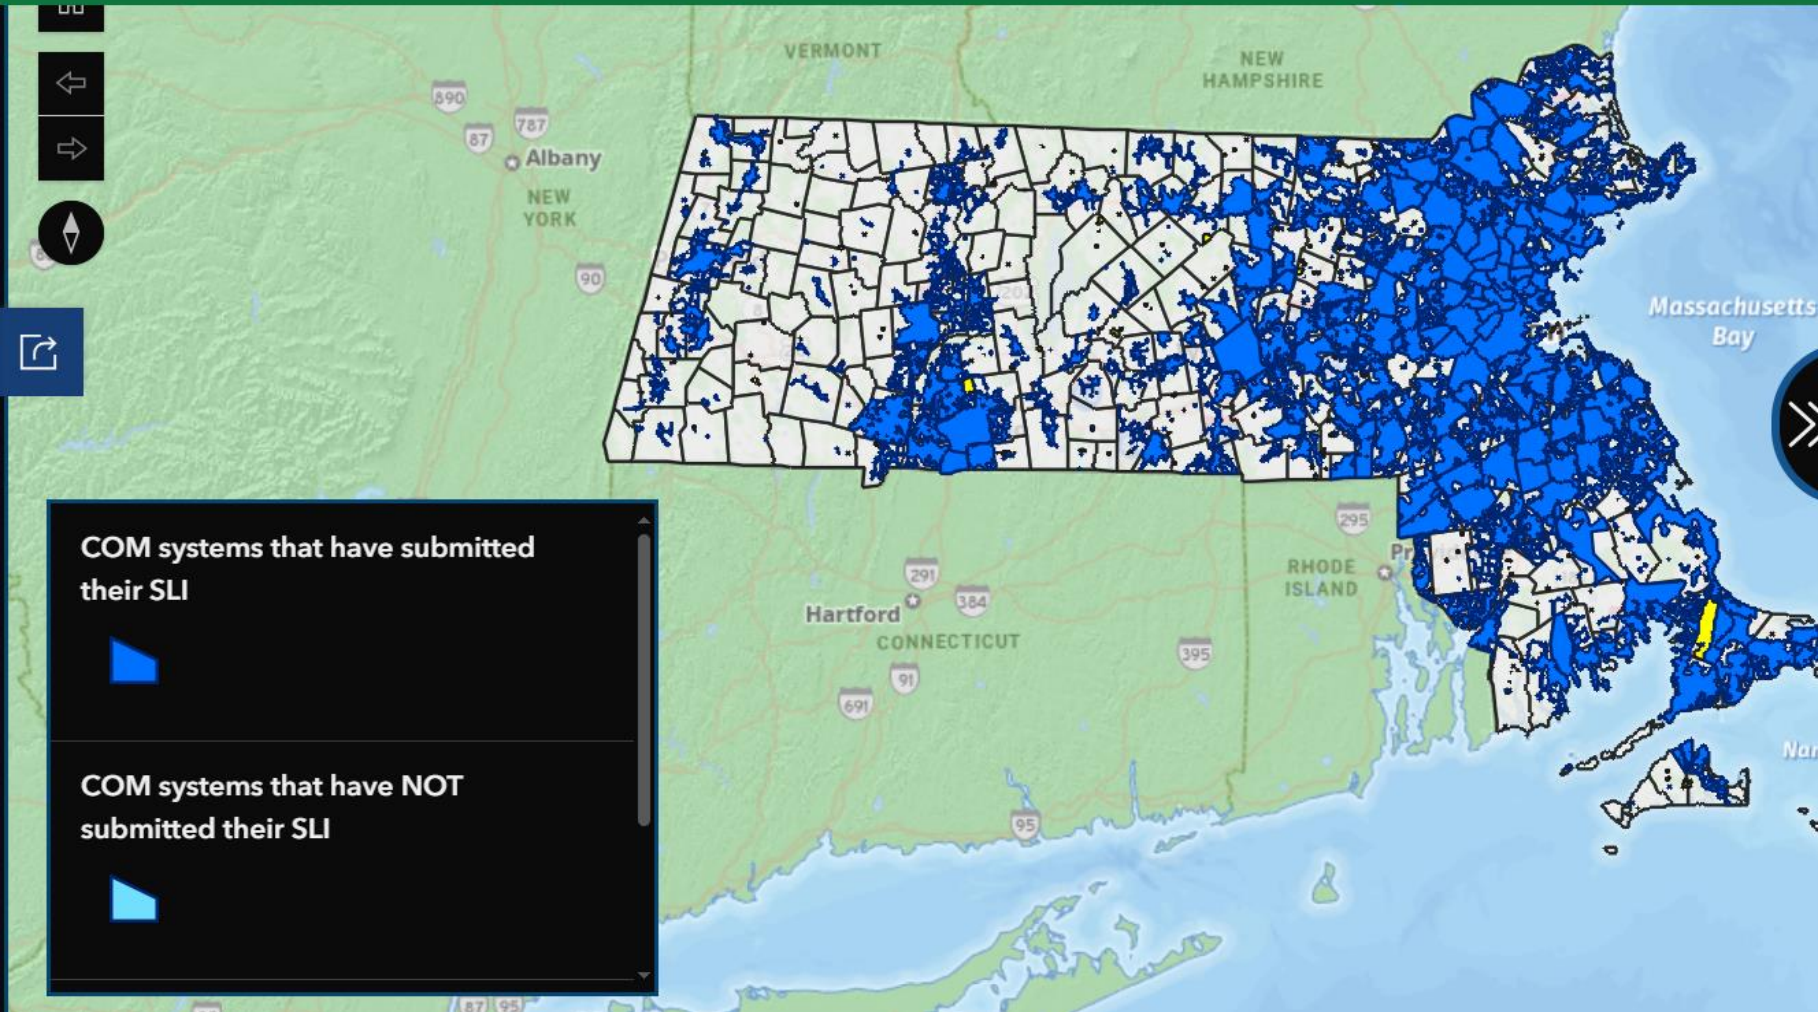 VERMONT
NEW
HAMPSHIRE
890
787
87
Albany
NEW
YORK
90
Massachusetts
Bay
295
RHODE
ISLAND
291
384
Hartford
CONNECTICUT
395
91
691
95
87
95
COM systems that have submitted
their SLI
COM systems that have NOT
submitted their SLI